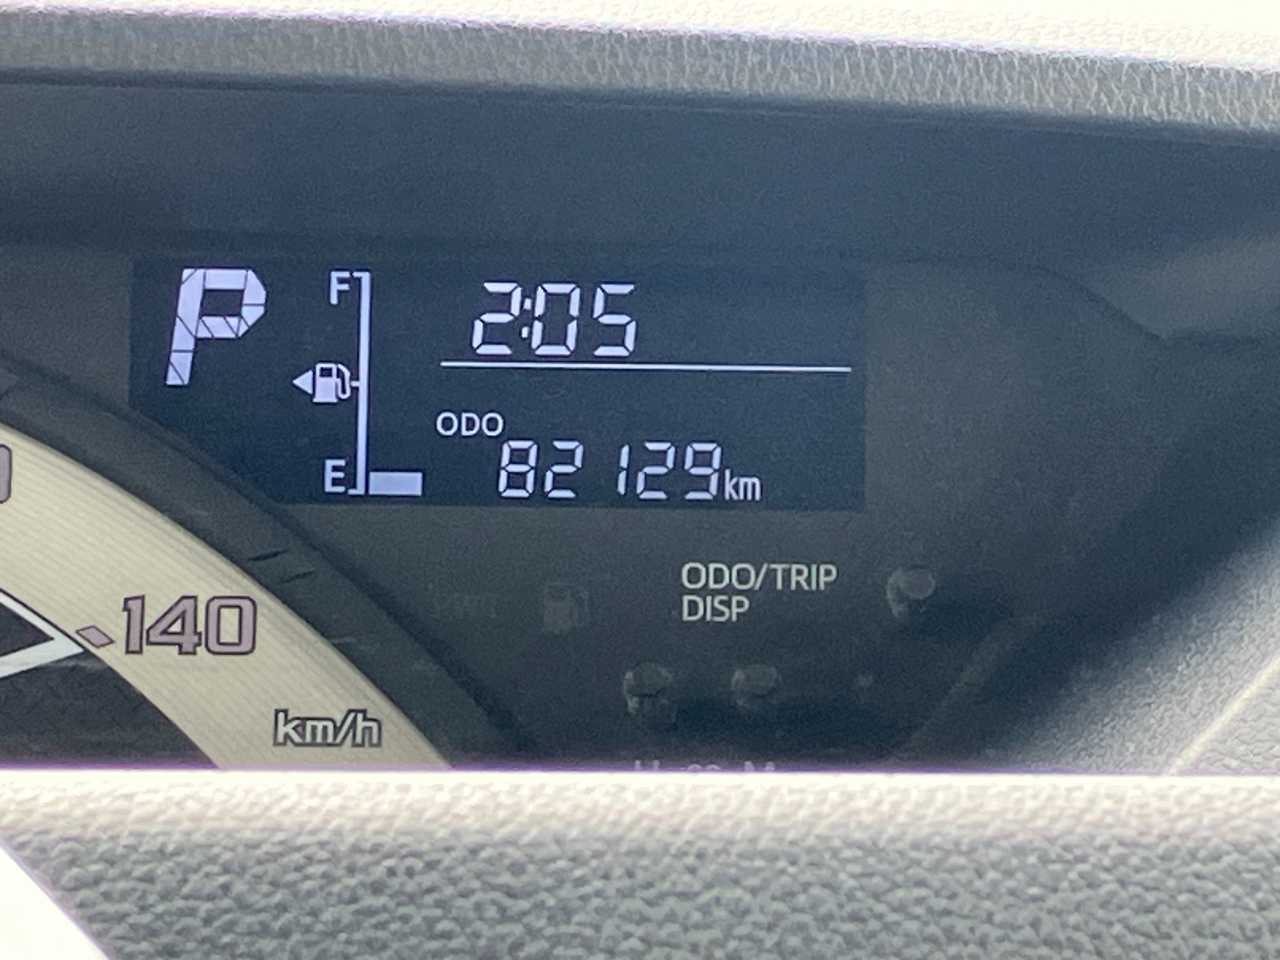 P
F
2:05
ODO
E
82129km
ODO/TRIP
DISP
140
km/h